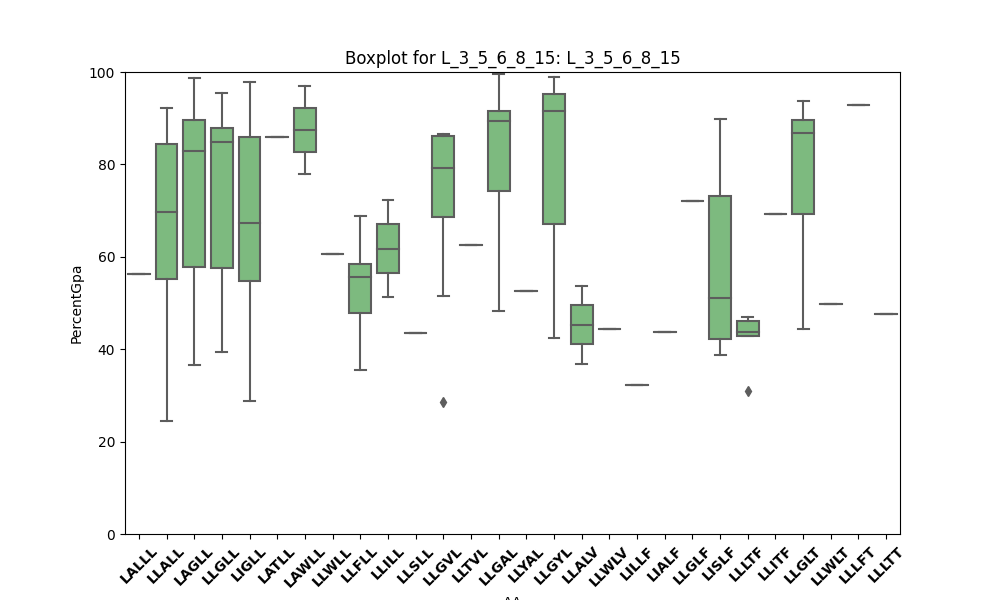 Boxplot for L_3_5_6_8_15: L_3_5_6_8_15
PercentGpa
100
80
60
40
20
0
LALLL LLALL LAGLL LLGLL LIGLL LATLL LAWLL LLWLL LLFLL LLILL LLSLL LLGVL LLTVL LLGAL LLYAL LLGYL LLALV LLWLV LILLF LIALF LLGLF LISLF LLLTF LLITF LLGLT LLWLT LLLFT LLLTT